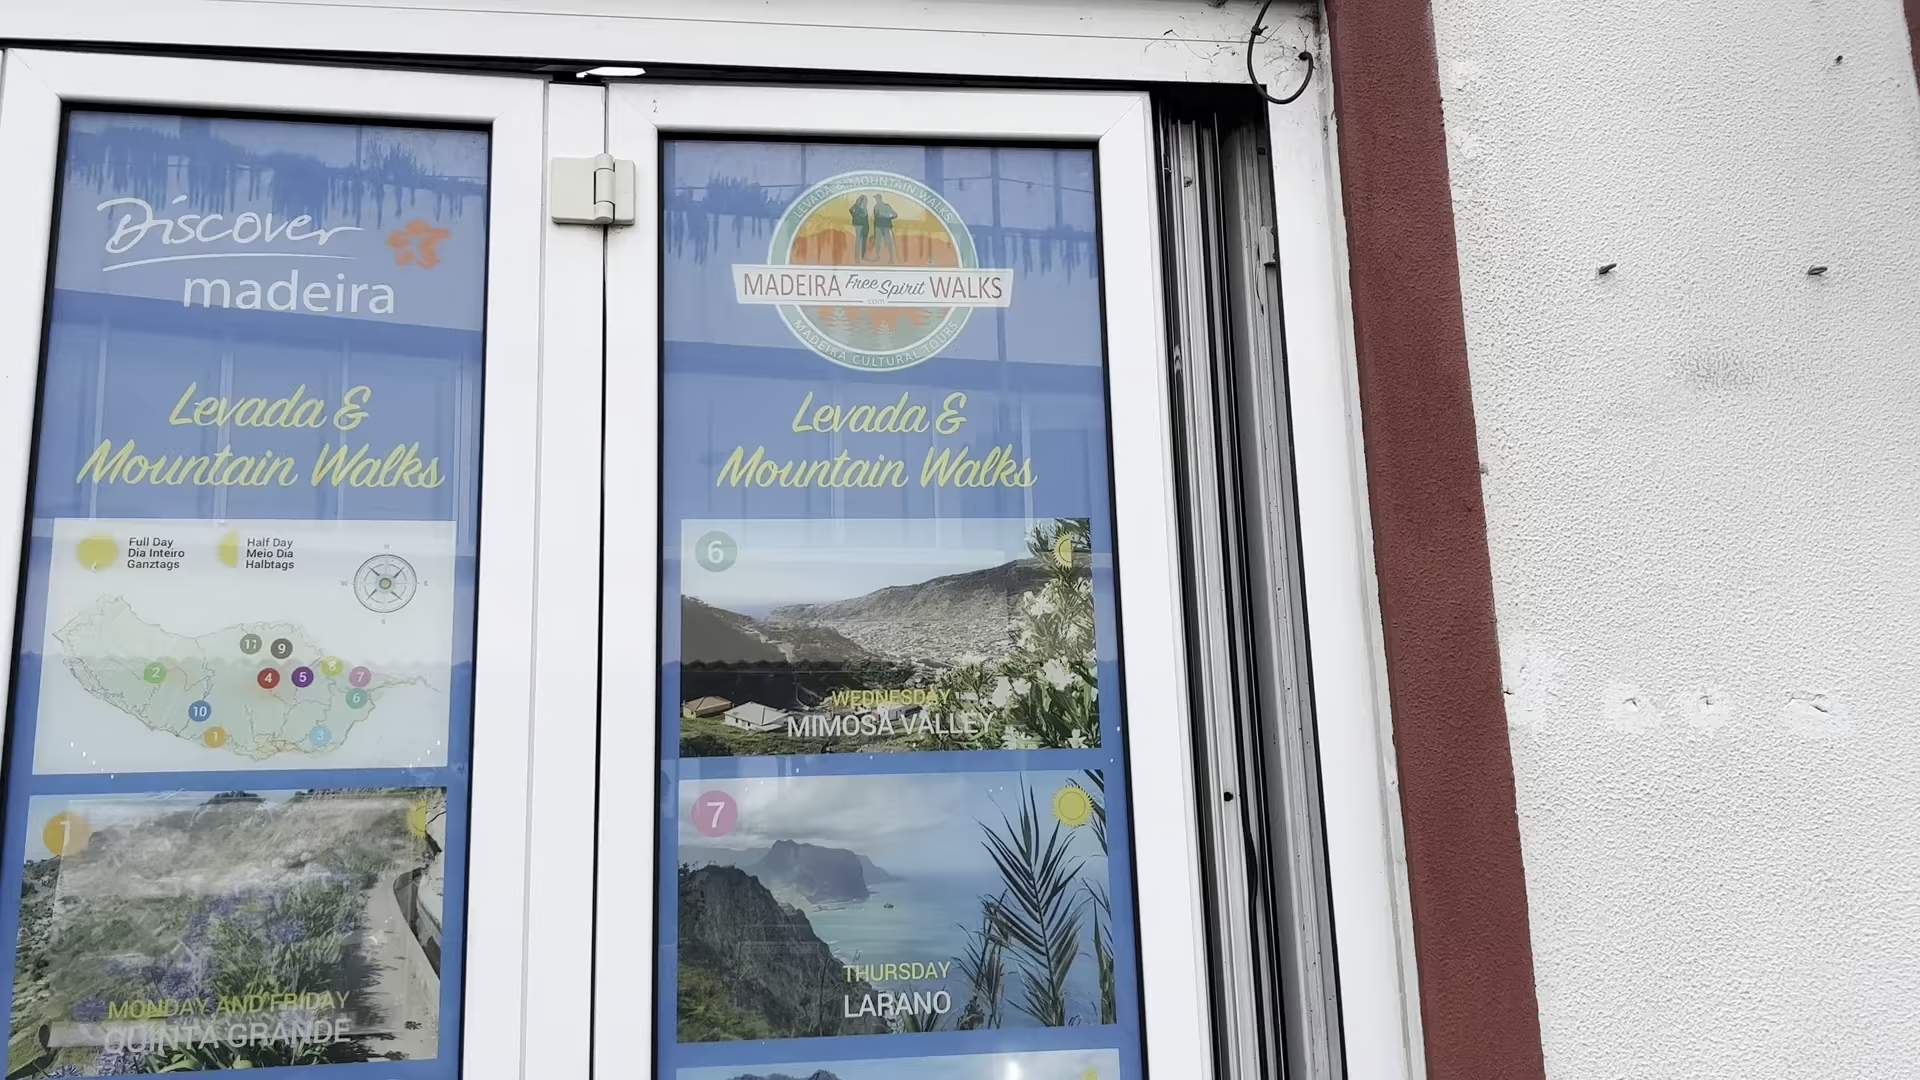 Discover
madeira
Levada &
Mountain Walks
Full Day
Dia Inteiro
Ganztags
Half Day
Meio Dia
Halbtags
N
W
E
S
11
9
8
2
4
5
7
6
10
1
3
1
MONDAY AND FRIDAY
QUINTA GRANDE
LEVADA & MOUNTAIN WALKS
MADEIRA Free Spirit WALKS
.com
MADEIRA CULTURAL TOURS
Levada &
Mountain Walks
6
WEDNESDAY
MIMOSA VALLEY
7
THURSDAY
LARANO